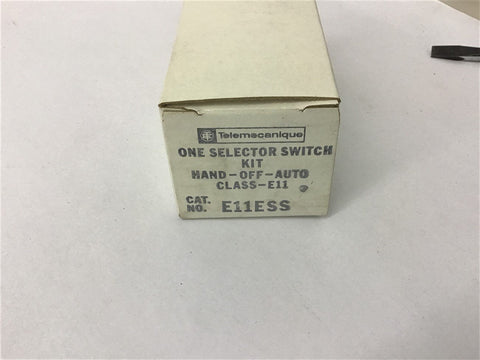 Telemecanique
ONE SELECTOR SWITCH
KIT
HAND-OFF-AUTO
CLASS-E11
CAT.
NO. E11ESS